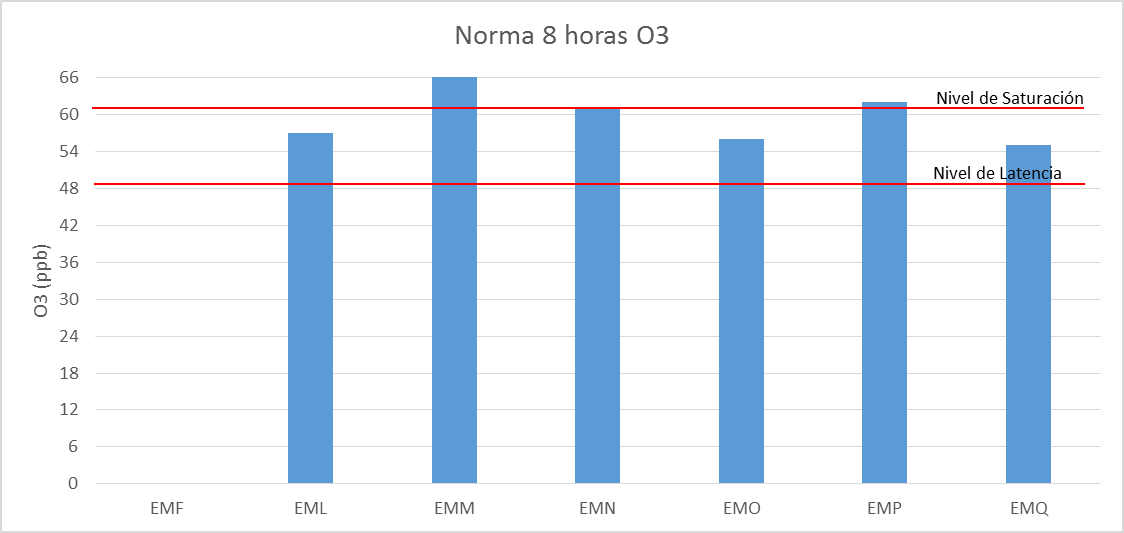 Norma 8 horas O3
66
60
54
48
42
36
30
24
18
12
6
0
O3 (ppb)
Nivel de Saturación
Nivel de Latencia
EMF EML EMM EMN EMO EMP EMQ